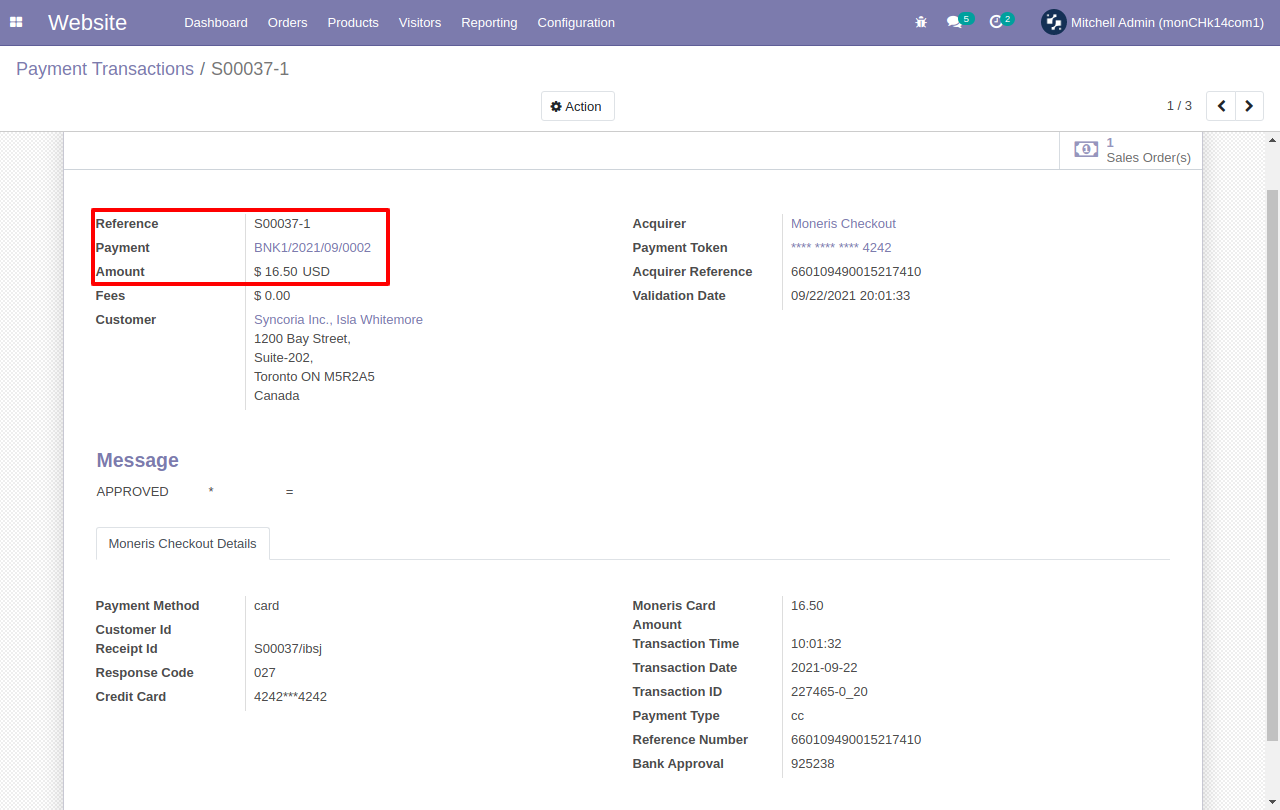 Website Dashboard Orders Products Visitors Reporting Configuration 5 2 Mitchell Admin (monCHk14com1)
Payment Transactions / S00037-1
Action 1 / 3
1
Sales Order(s)
Reference S00037-1
Payment BNK1/2021/09/0002
Amount $ 16.50 USD
Fees $ 0.00
Customer Syncoria Inc., Isla Whitemore
1200 Bay Street,
Suite-202,
Toronto ON M5R2A5
Canada
Acquirer Moneris Checkout
Payment Token **** **** **** 4242
Acquirer Reference 660109490015217410
Validation Date 09/22/2021 20:01:33
Message
APPROVED * =
Moneris Checkout Details
Payment Method card
Customer Id
Receipt Id S00037/ibsj
Response Code 027
Credit Card 4242***4242
Moneris Card 16.50
Amount
Transaction Time 10:01:32
Transaction Date 2021-09-22
Transaction ID 227465-0_20
Payment Type cc
Reference Number 660109490015217410
Bank Approval 925238